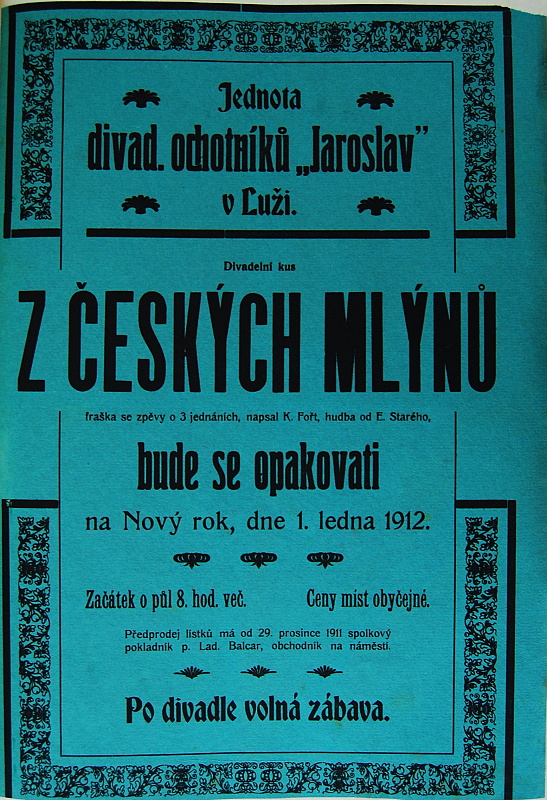 Jednota
divad. ochotníků „Jaroslav"
v Luži.
Divadelní kus
Z ČESKÝCH MLÝNŮ
fraška se zpěvy o 3 jednáních, napsal K. Fořt, hudba od E. Starého,
bude se opakovati
na Nový rok, dne 1. ledna 1912.
Začátek o půl 8. hod. več. Ceny míst obyčejné.
Předprodej lístků má od 29. prosince 1911 spolkový
pokladník p. Lad. Balcar, obchodník na náměstí.
Po divadle volná zábava.